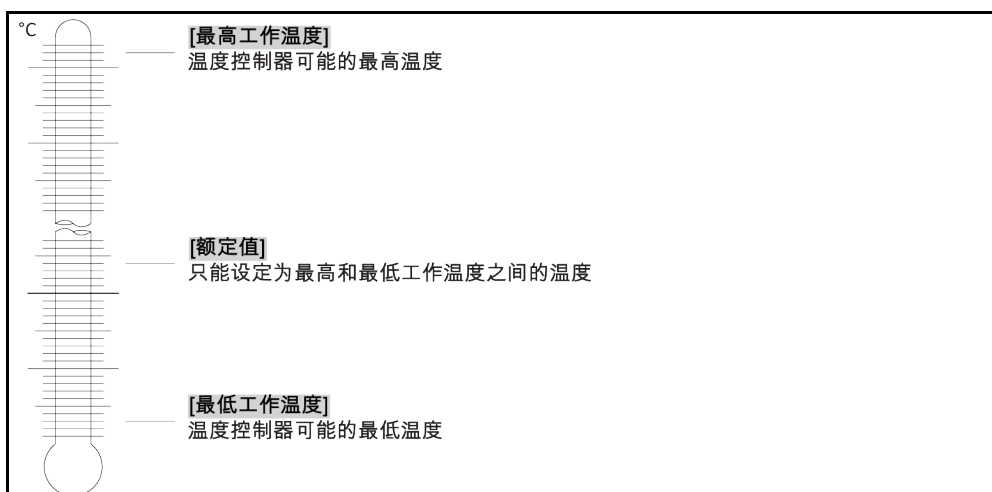 °C
[最高工作温度]
温度控制器可能的最高温度
[额定值]
只能设定为最高和最低工作温度之间的温度
[最低工作温度]
温度控制器可能的最低温度